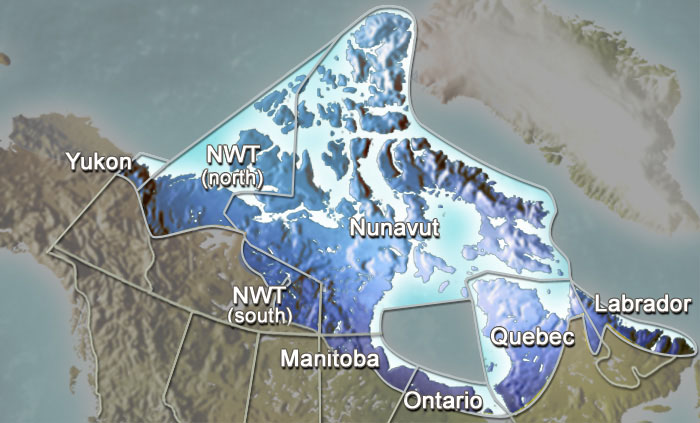 Yukon
NWT
(north)
Nunavut
NWT
(south)
Labrador
Quebec
Manitoba
Ontario